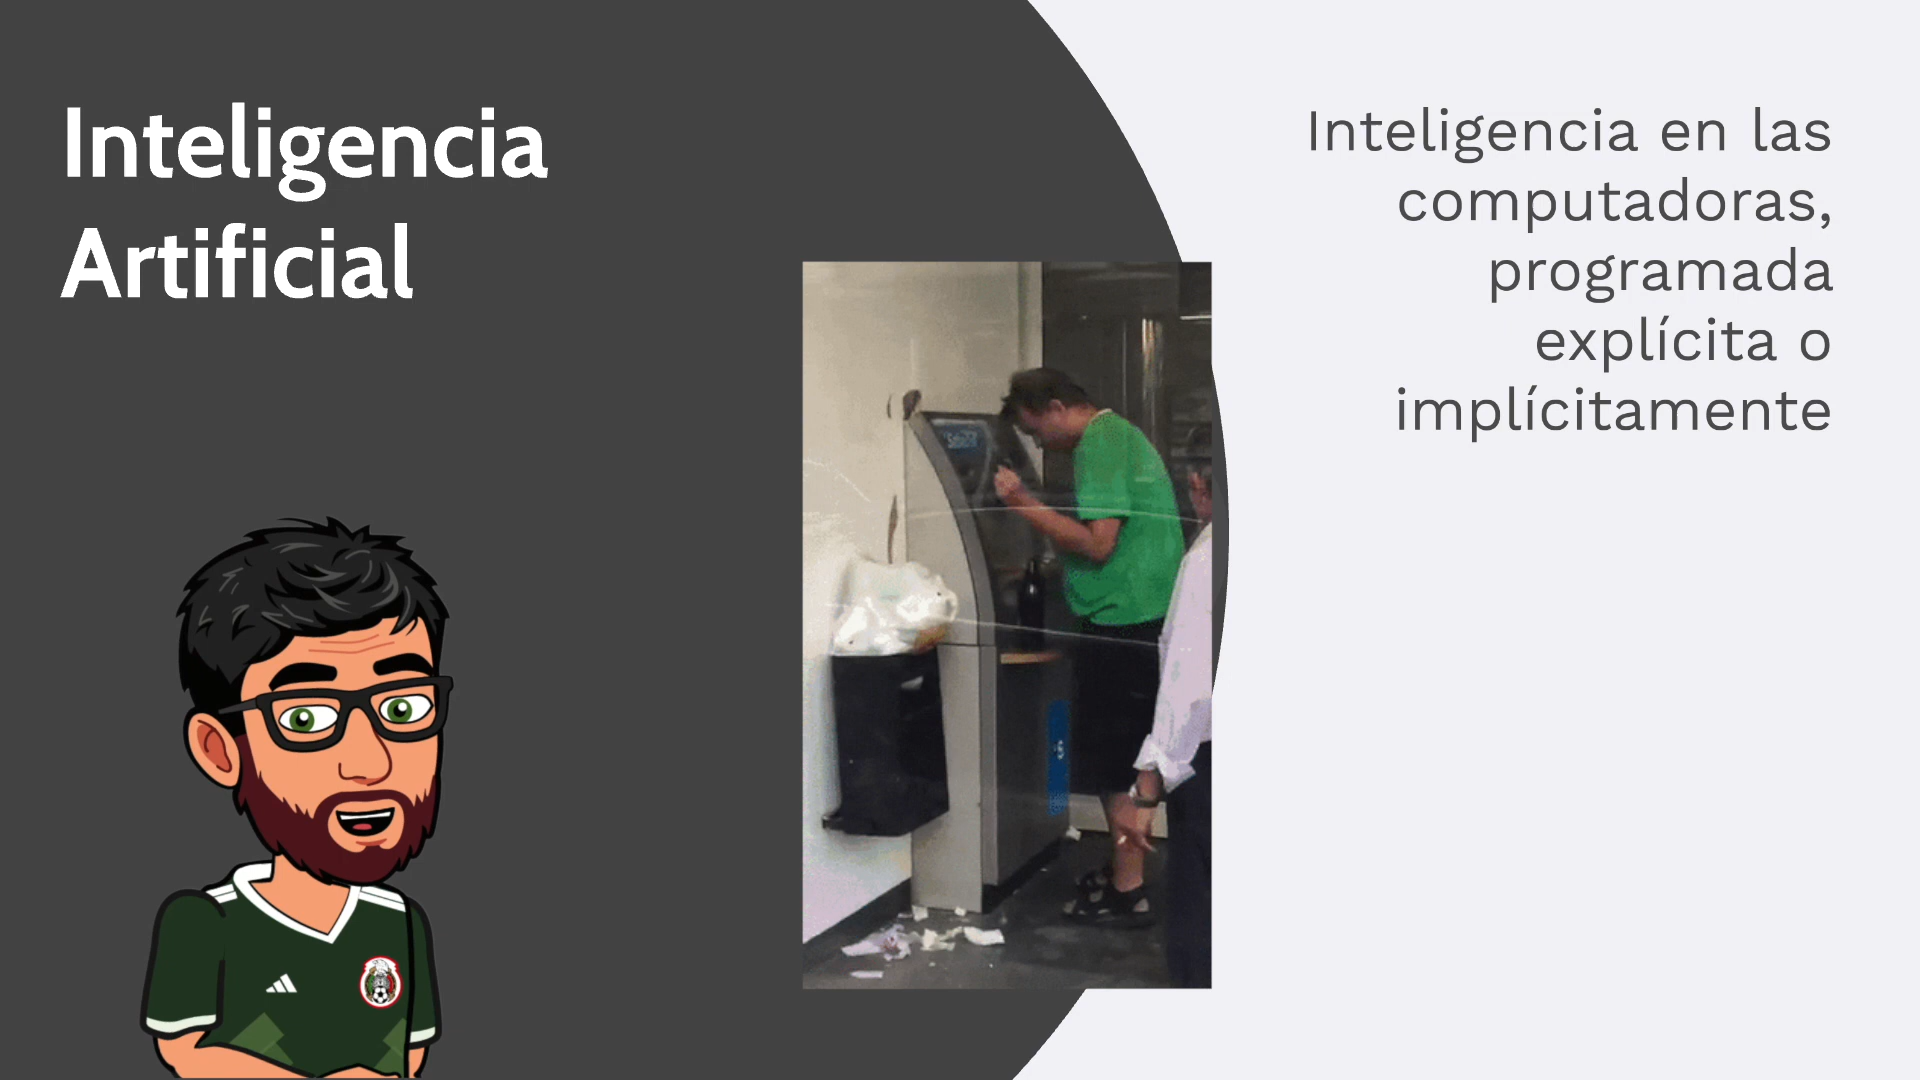 Inteligencia
Artificial
Inteligencia en las
computadoras,
programada
explícita o
implícitamente